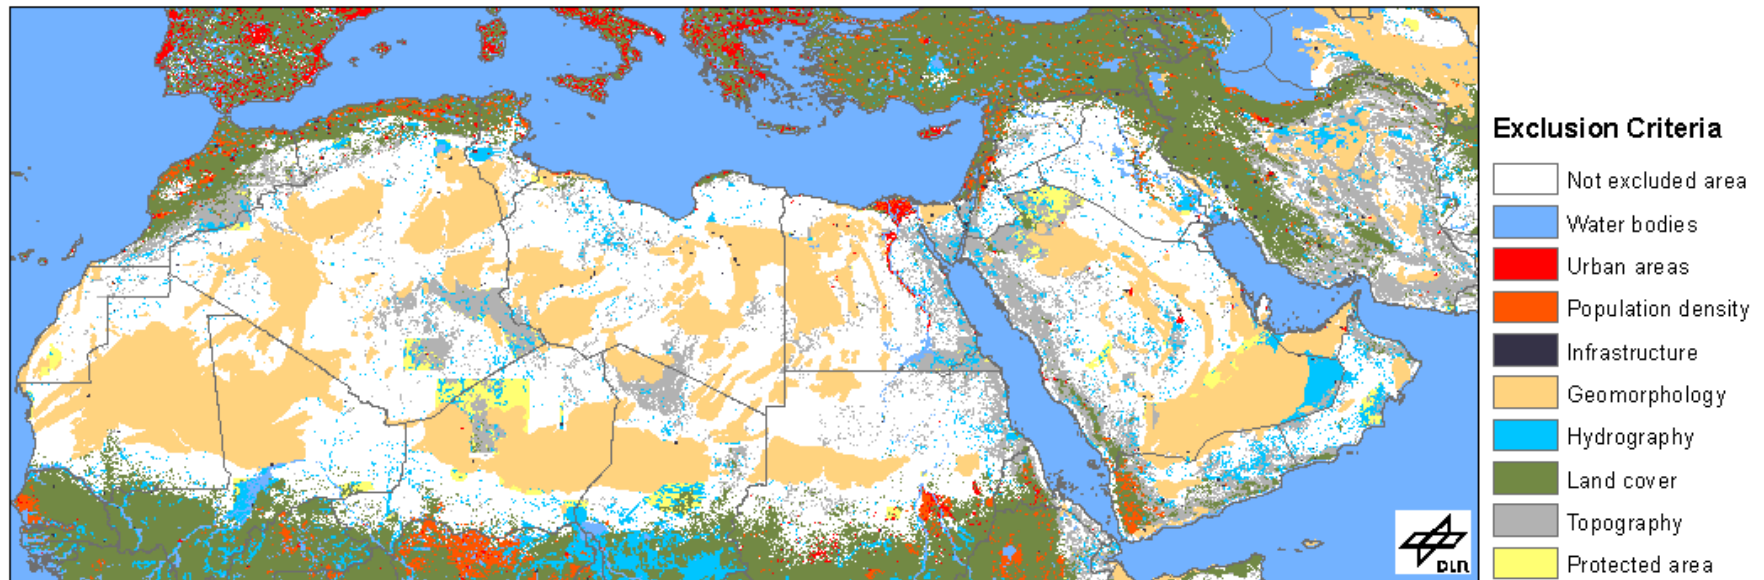 Exclusion Criteria
Not excluded area
Water bodies
Urban areas
Population density
Infrastructure
Geomorphology
Hydrography
Land cover
Topography
Protected area
DLR